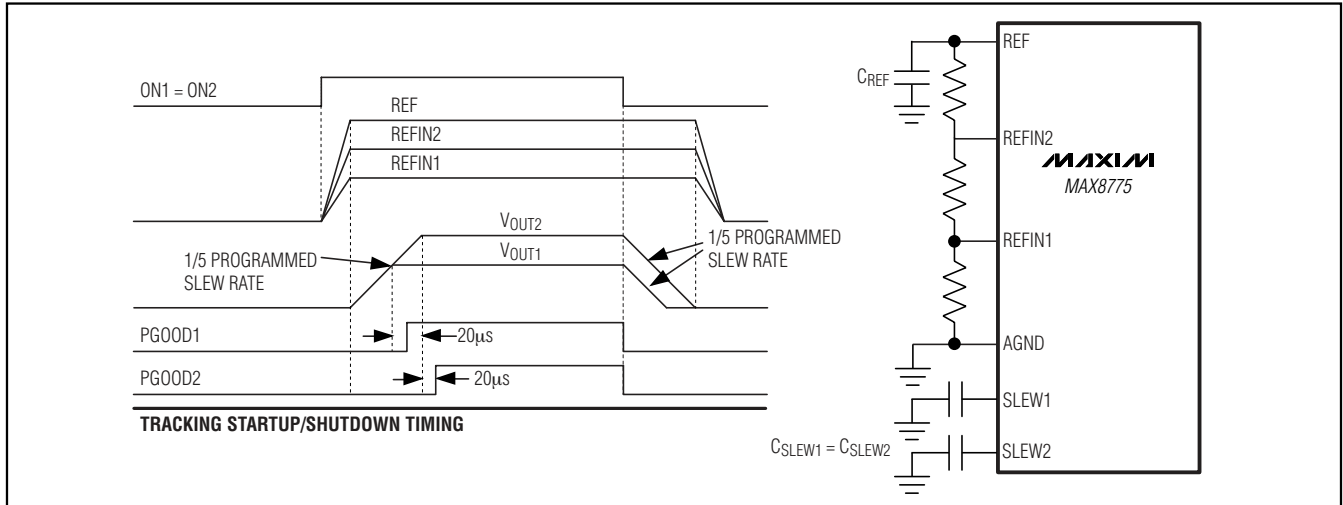 ON1 = ON2
REF
REFIN2
REFIN1
VOUT2
VOUT1
1/5 PROGRAMMED
SLEW RATE
1/5 PROGRAMMED
SLEW RATE
PGOOD1
20µs
PGOOD2
20µs
TRACKING STARTUP/SHUTDOWN TIMING
CREF
REF
REFIN2
MAXIM
MAX8775
REFIN1
AGND
SLEW1
CSLEW1 = CSLEW2
SLEW2